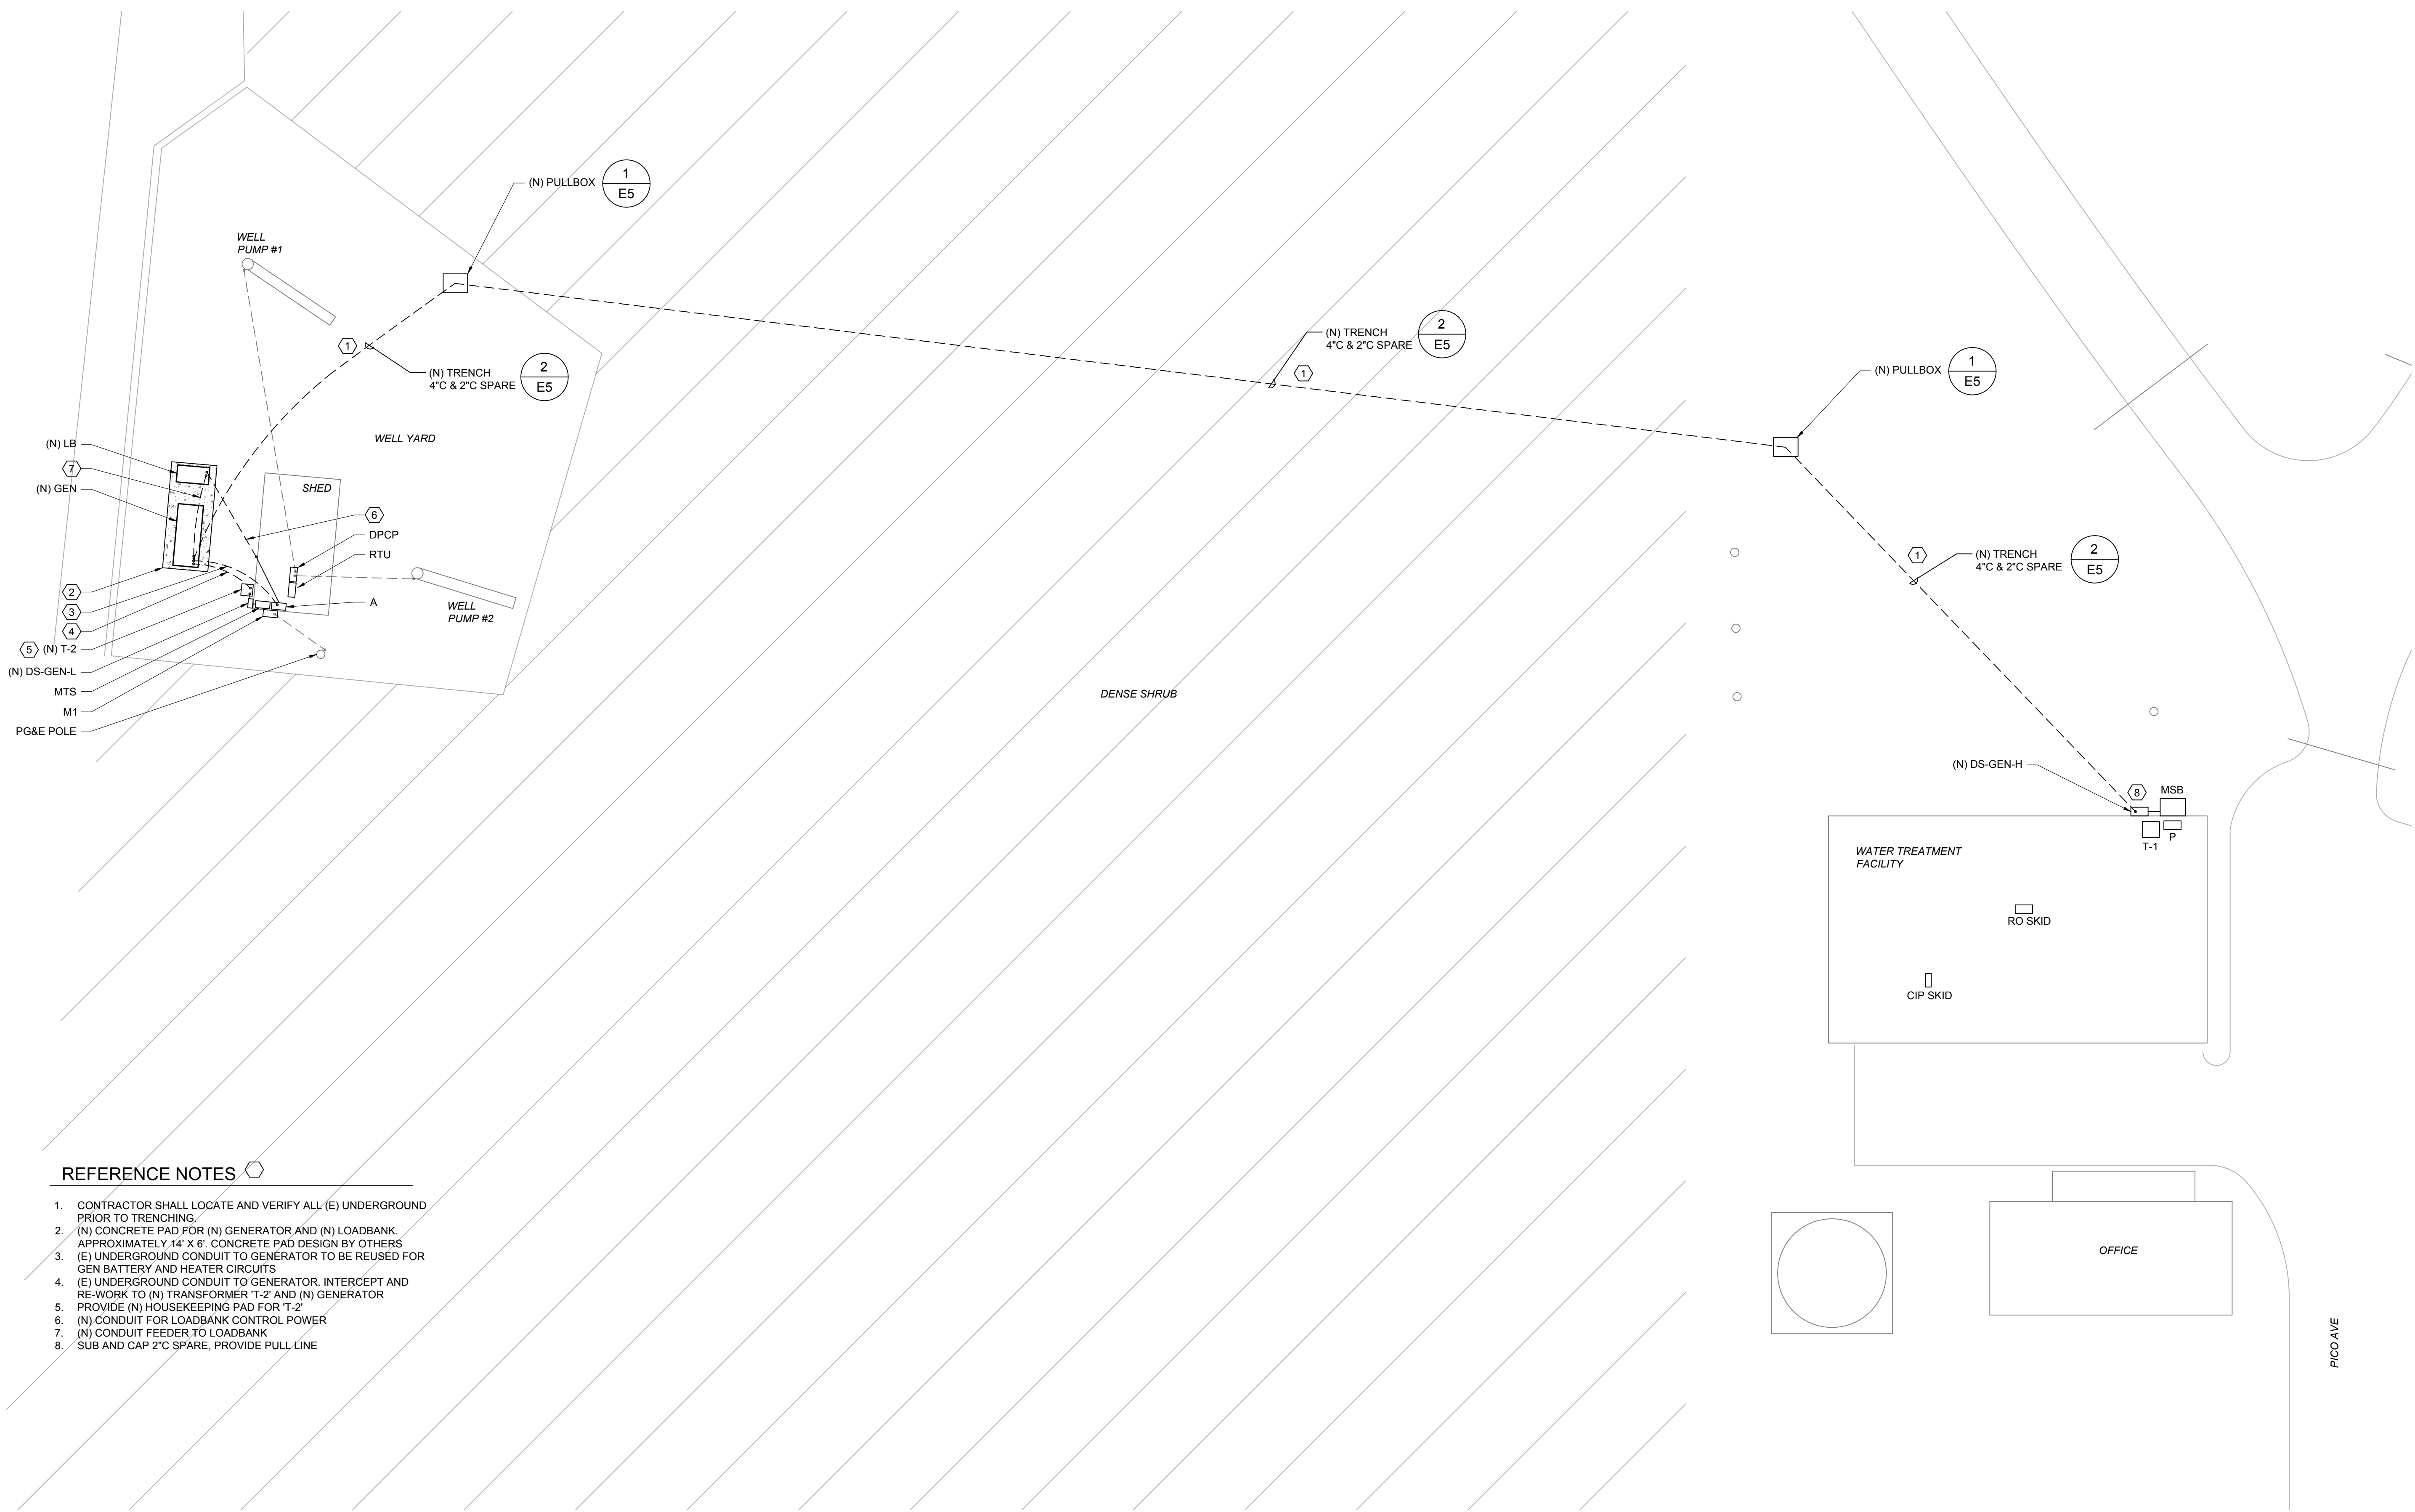 (N) PULLBOX
1
E5
WELL
PUMP #1
1
(N) TRENCH
4"C & 2"C SPARE
2
E5
(N) TRENCH
4"C & 2"C SPARE
2
E5
1
(N) PULLBOX
1
E5
WELL YARD
(N) LB
7
(N) GEN
SHED
6
DPCP
RTU
2
3
4
5 (N) T-2
(N) DS-GEN-L
MTS
M1
PG&E POLE
A
WELL
PUMP #2
1
(N) TRENCH
4"C & 2"C SPARE
2
E5
DENSE SHRUB
(N) DS-GEN-H
8
MSB
P
T-1
WATER TREATMENT
FACILITY
RO SKID
CIP SKID
REFERENCE NOTES
1. CONTRACTOR SHALL LOCATE AND VERIFY ALL (E) UNDERGROUND
PRIOR TO TRENCHING.
2. (N) CONCRETE PAD FOR (N) GENERATOR AND (N) LOADBANK.
APPROXIMATELY 14' X 6'. CONCRETE PAD DESIGN BY OTHERS
3. (E) UNDERGROUND CONDUIT TO GENERATOR TO BE REUSED FOR
GEN BATTERY AND HEATER CIRCUITS
4. (E) UNDERGROUND CONDUIT TO GENERATOR. INTERCEPT AND
RE-WORK TO (N) TRANSFORMER 'T-2' AND (N) GENERATOR
5. PROVIDE (N) HOUSEKEEPING PAD FOR 'T-2'
6. (N) CONDUIT FOR LOADBANK CONTROL POWER
7. (N) CONDUIT FEEDER TO LOADBANK
8. SUB AND CAP 2"C SPARE, PROVIDE PULL LINE
OFFICE
PICO AVE